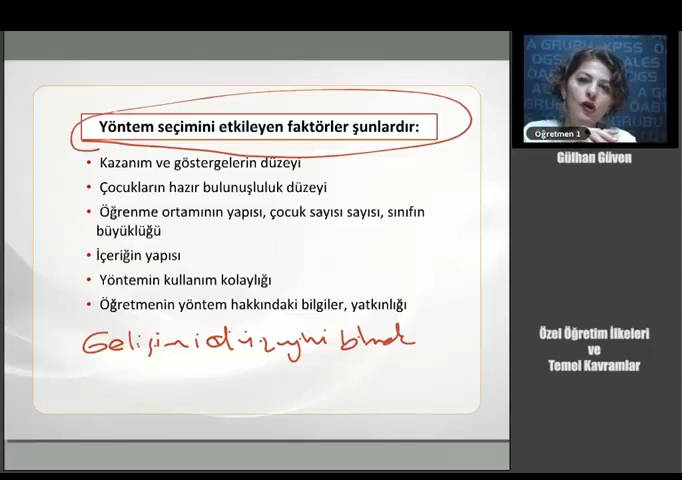 Yöntem seçimini etkileyen faktörler şunlardır:
• Kazanım ve göstergelerin düzeyi
• Çocukların hazır bulunuşluluk düzeyi
• Öğrenme ortamının yapısı, çocuk sayısı sayısı, sınıfın
büyüklüğü
• İçeriğin yapısı
• Yöntemin kullanım kolaylığı
• Öğretmenin yöntem hakkındaki bilgiler, yatkınlığı
Gelişimi düzeyini bilmek
A GRUBU KPSS
DGS ALES
ÖABT
Öğretmen 1
Gülhan Güven
Özel Öğretim İlkeleri
ve
Temel Kavramlar